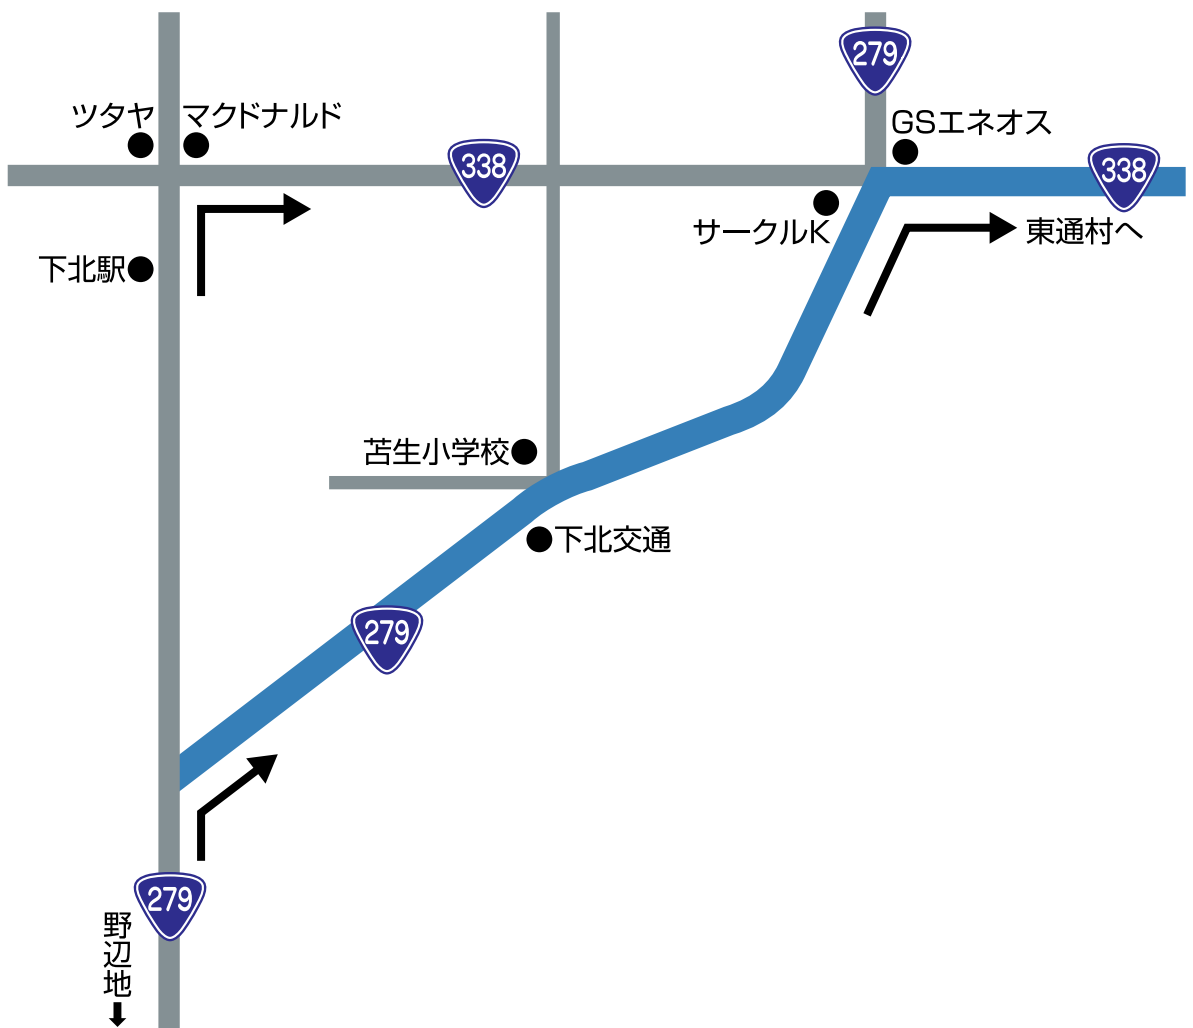 279
ツタヤ
マクドナルド
GSエネオス
338
338
サークルK
東通村へ
下北駅
苫生小学校
下北交通
279
279
野辺地